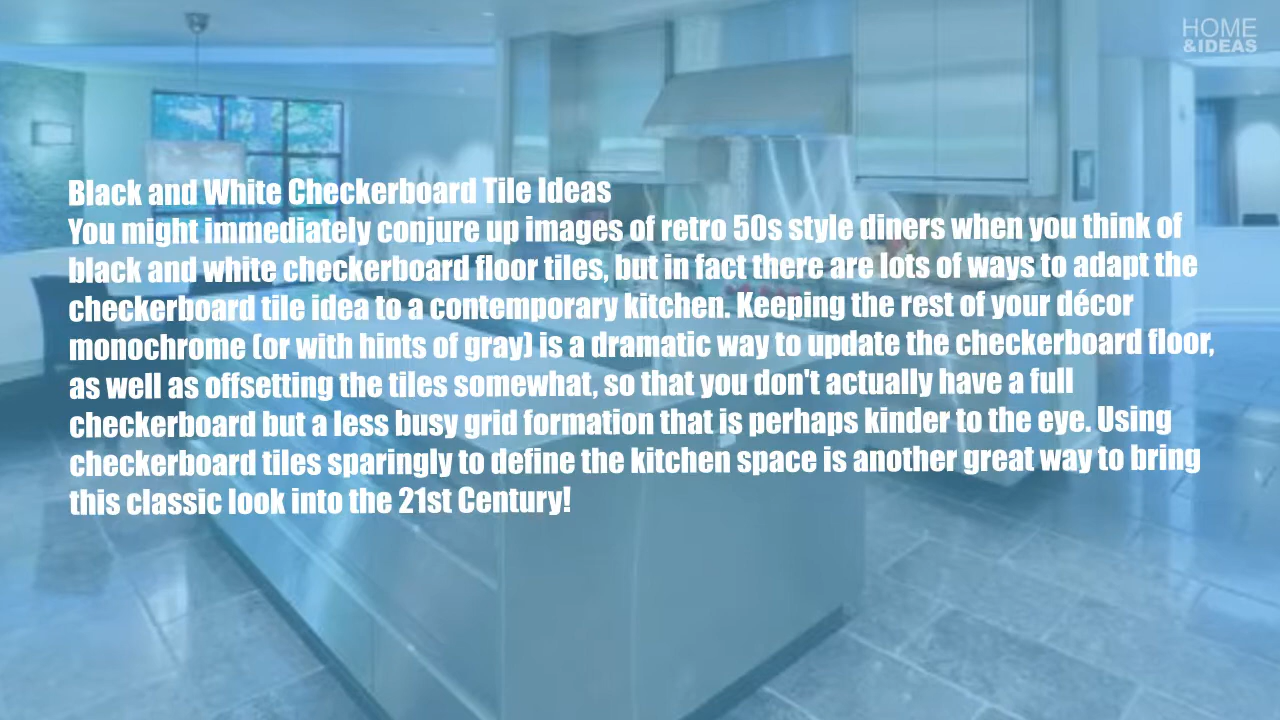 HOME
&IDEAS
Black and White Checkerboard Tile Ideas
You might immediately conjure up images of retro 50s style diners when you think of
black and white checkerboard floor tiles, but in fact there are lots of ways to adapt the
checkerboard tile idea to a contemporary kitchen. Keeping the rest of your décor
monochrome (or with hints of gray) is a dramatic way to update the checkerboard floor,
as well as offsetting the tiles somewhat, so that you don't actually have a full
checkerboard but a less busy grid formation that is perhaps kinder to the eye. Using
checkerboard tiles sparingly to define the kitchen space is another great way to bring
this classic look into the 21st Century!